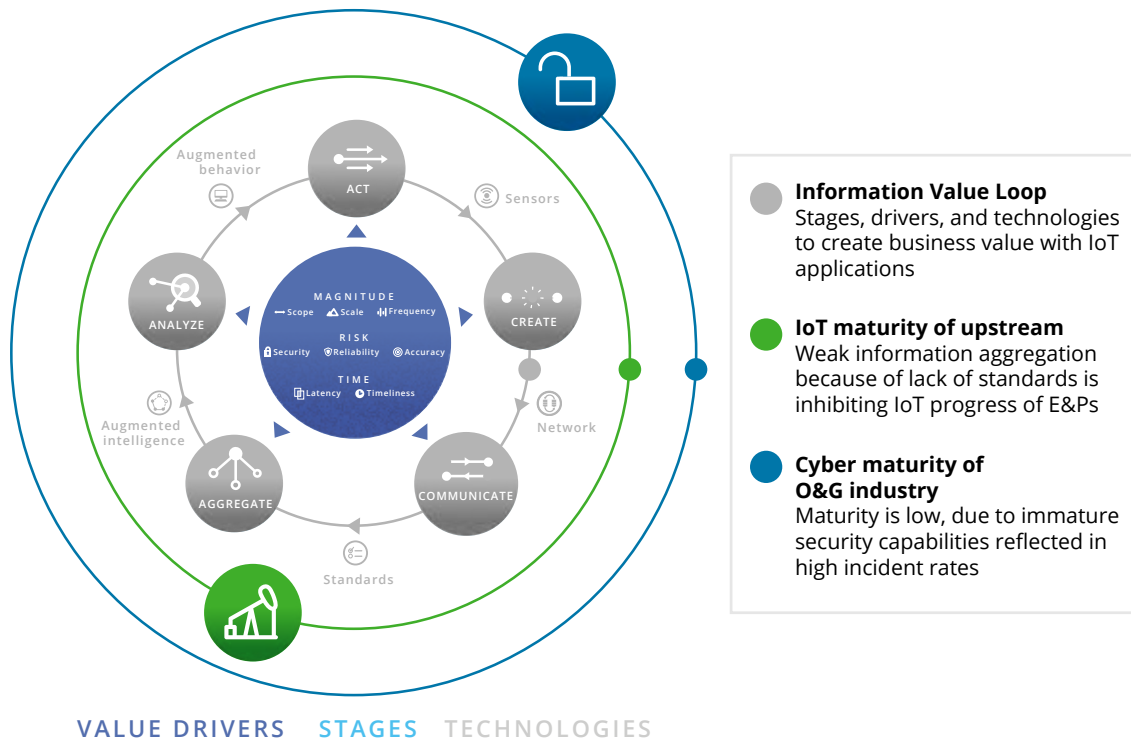 Augmented
behavior
ACT
Sensors
ANALYZE
CREATE
MAGNITUDE
Scope Scale Frequency
RISK
Security Reliability Accuracy
TIME
Latency Timeliness
Augmented
intelligence
Network
AGGREGATE
COMMUNICATE
Standards
Information Value Loop
Stages, drivers, and technologies
to create business value with IoT
applications
IoT maturity of upstream
Weak information aggregation
because of lack of standards is
inhibiting IoT progress of E&Ps
Cyber maturity of
O&G industry
Maturity is low, due to immature
security capabilities reflected in
high incident rates
VALUE DRIVERS STAGES TECHNOLOGIES